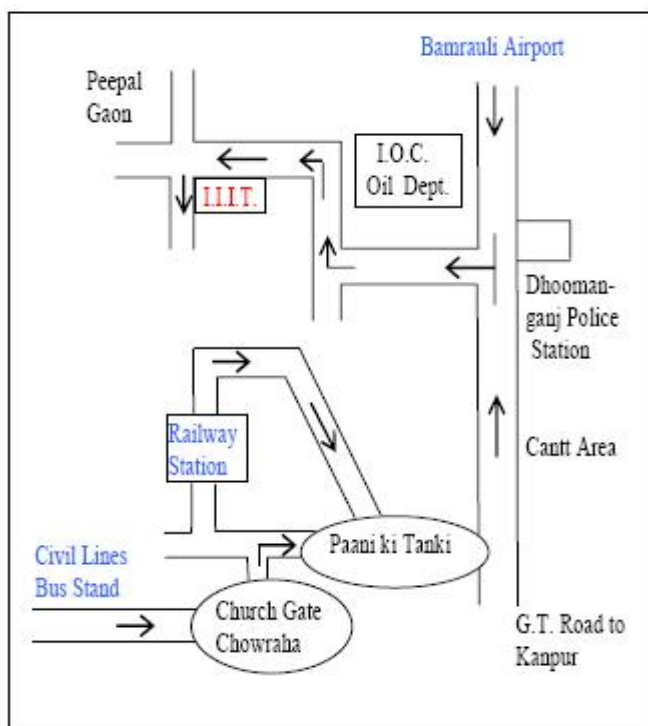 Bamrauli Airport
Peepal
Gaon
I.O.C.
Oil Dept.
I.I.I.T.
Dhooman-
ganj Police
Station
Railway
Station
Cantt Area
Paani ki Tanki
Civil Lines
Bus Stand
Church Gate
Chowraha
G.T. Road to
Kanpur